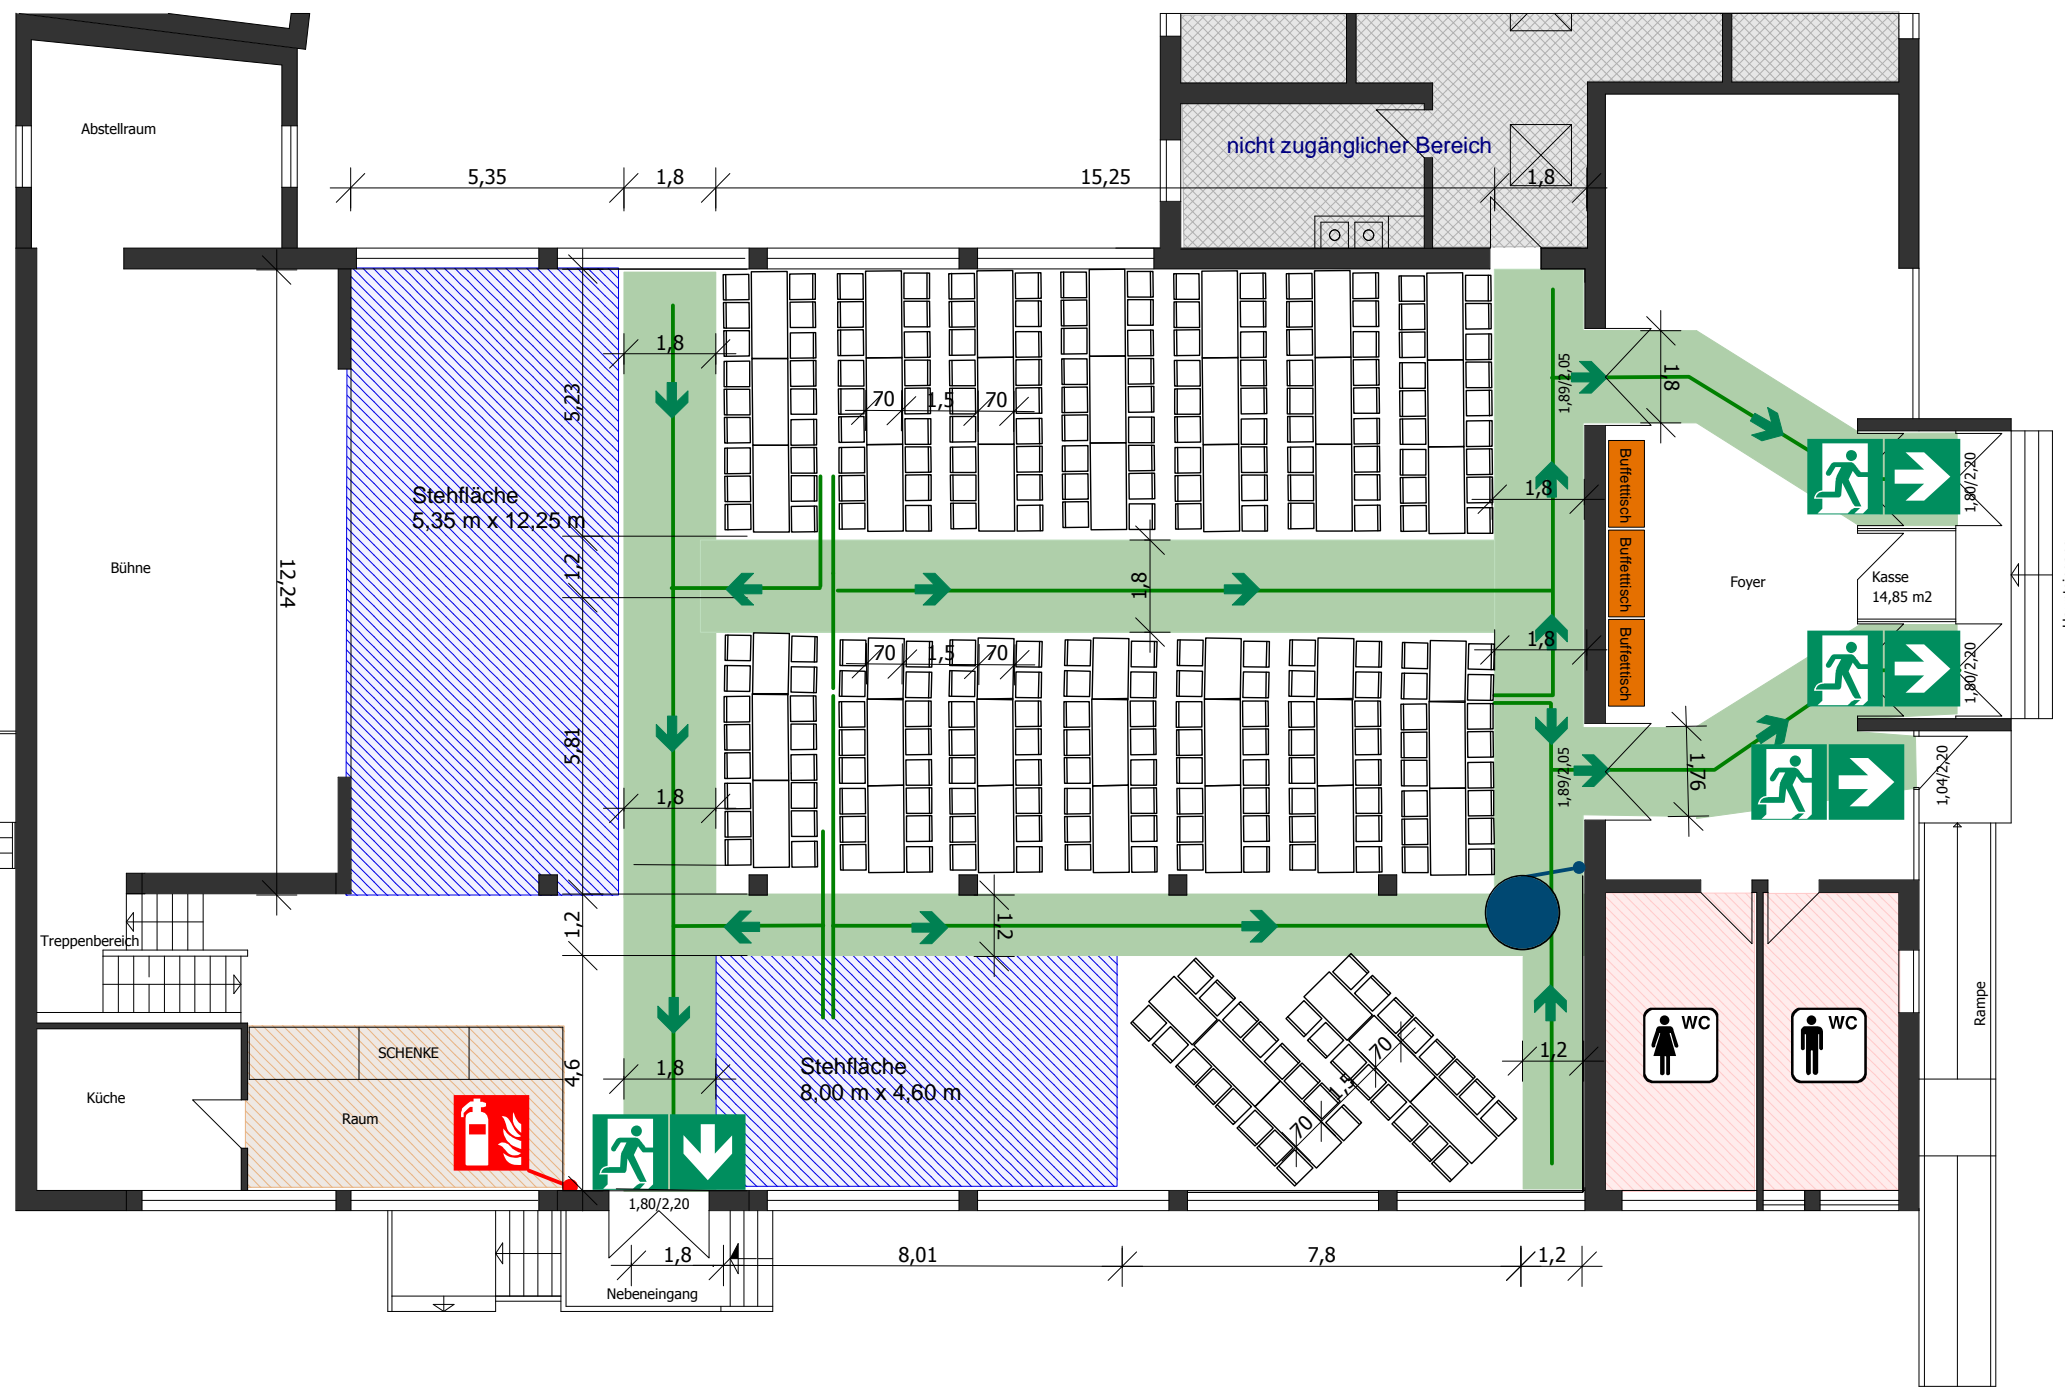 Abstellraum
nicht zugänglicher Bereich
5,35
1,8
15,25
1,8
1,8
5,23
70
1,5
70
1,89/2,05
1,8
Stehfläche
5,35 m x 12,25 m
1,8
Buffetttisch
1,80/2,20
Bühne
12,24
1,2
1,8
Buffetttisch
Foyer
Kasse
14,85 m2
70
1,5
70
1,8
Buffetttisch
1,80/2,20
5,81
1,8
1,89/2,05
1,76
1,04/2,20
Treppenbereich
1,2
1,2
SCHENKE
Küche
Raum
4,6
1,8
Stehfläche
8,00 m x 4,60 m
70
1,5
70
1,2
WC
WC
Rampe
1,80/2,20
1,8
8,01
7,8
1,2
Nebeneingang